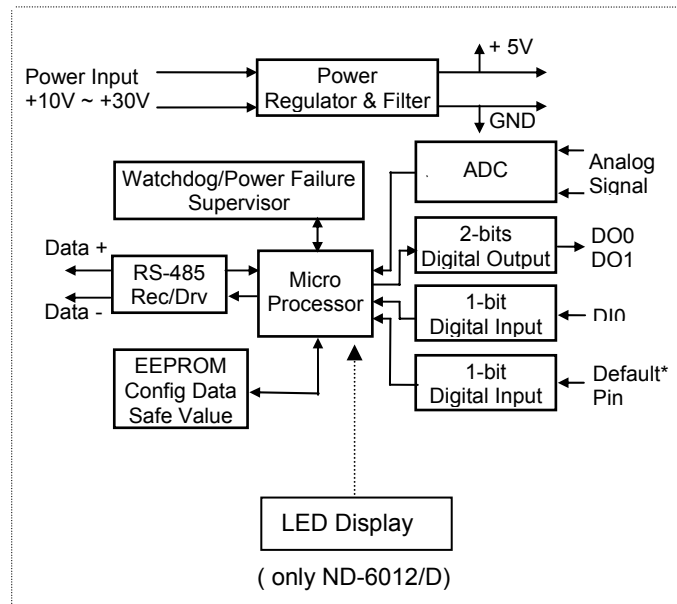 + 5V
Power Input
+10V ~ +30V
Power
Regulator & Filter
GND
ADC
Analog
Signal
Watchdog/Power Failure
Supervisor
Data +
Data -
RS-485
Rec/Drv
Micro
Processor
2-bits
Digital Output
DO0
DO1
1-bit
Digital Input
DI0
EEPROM
Config Data
Safe Value
1-bit
Digital Input
Default*
Pin
LED Display
( only ND-6012/D)